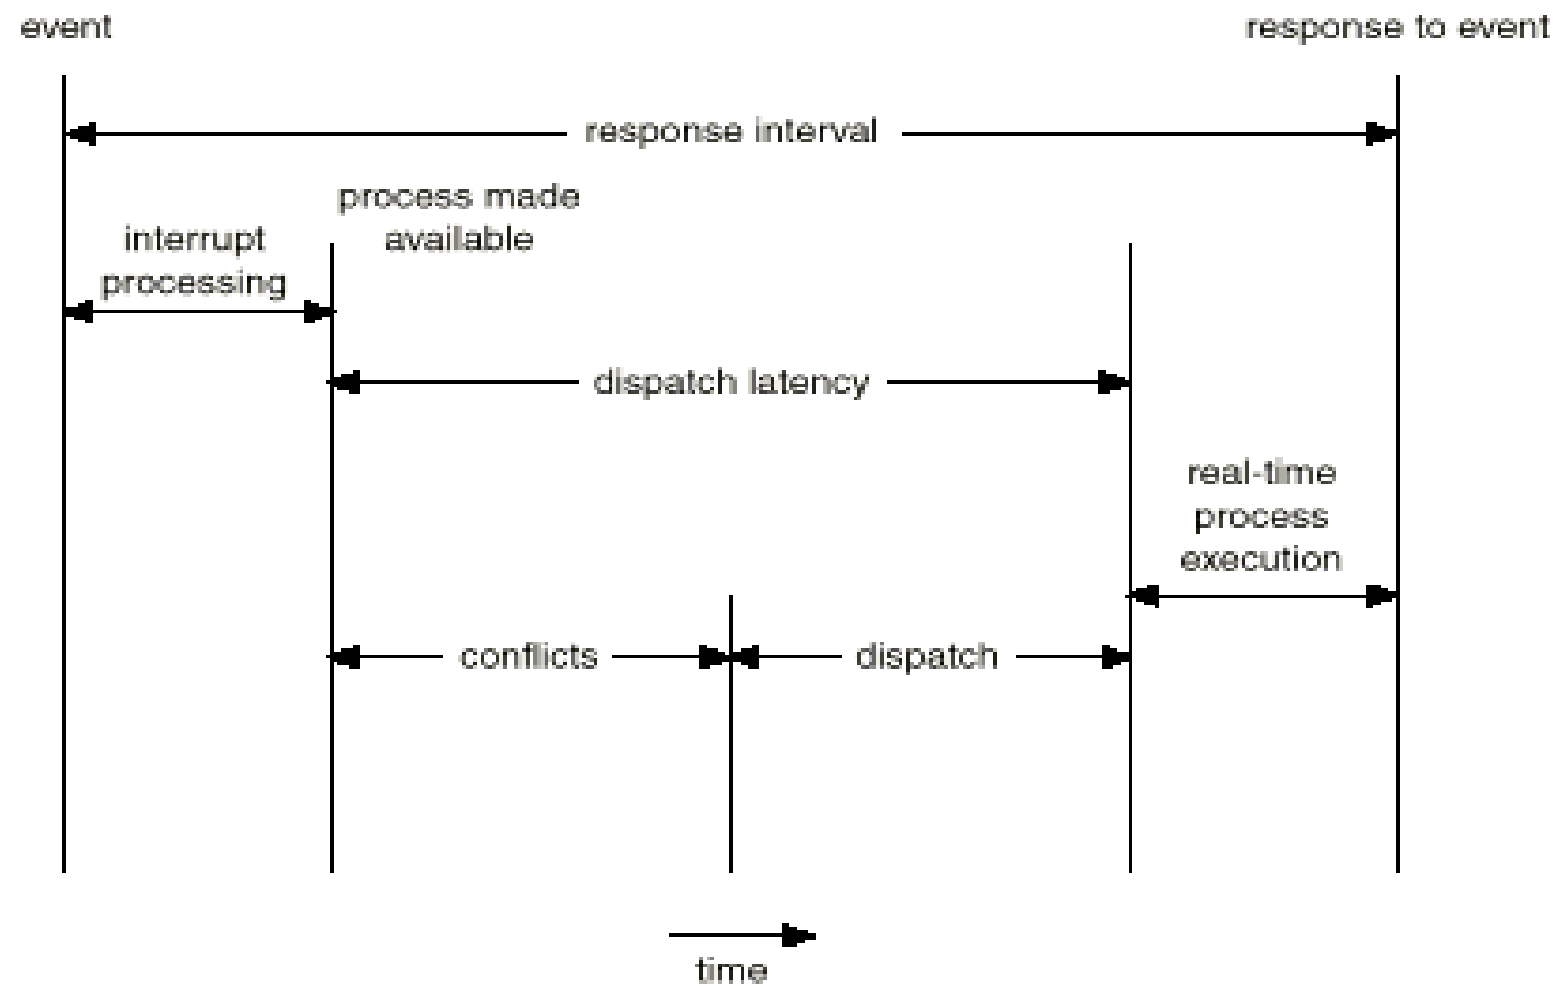 event
response to event
response interval
process made
available
interrupt
processing
dispatch latency
real-time
process
execution
conflicts
dispatch
time